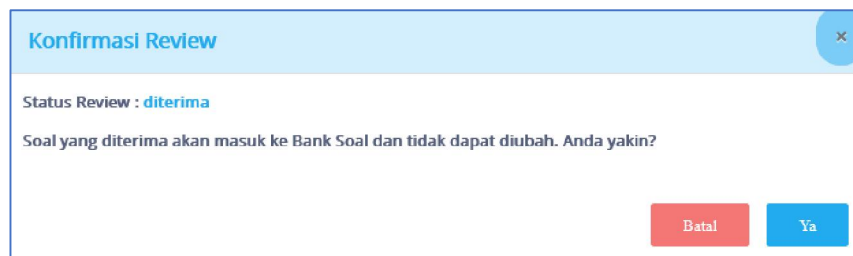 Konfirmasi Review
×
Status Review : diterima
Soal yang diterima akan masuk ke Bank Soal dan tidak dapat diubah. Anda yakin?
Batal Ya